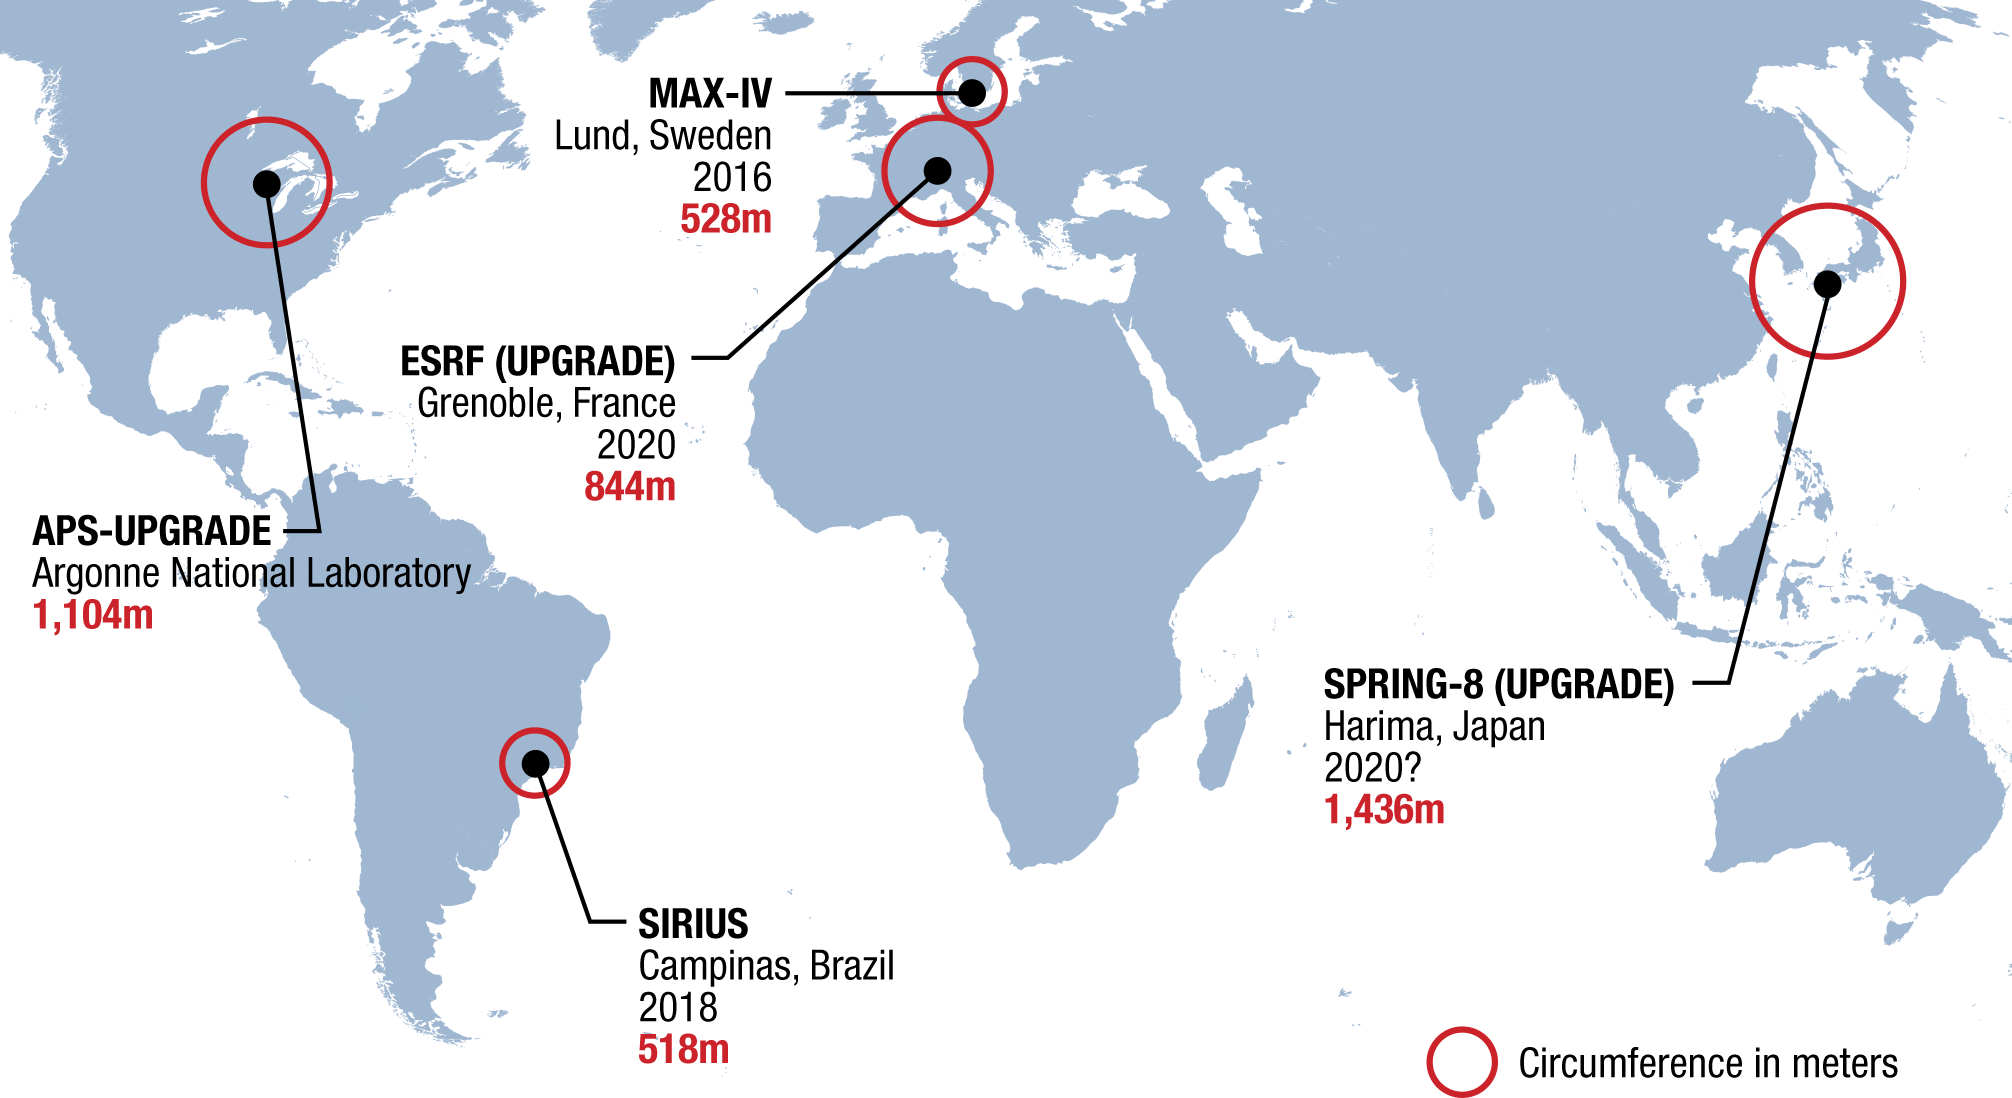 MAX-IV
Lund, Sweden
2016
528m
ESRF (UPGRADE)
Grenoble, France
2020
844m
APS-UPGRADE
Argonne National Laboratory
1,104m
SPRING-8 (UPGRADE)
Harima, Japan
2020?
1,436m
SIRIUS
Campinas, Brazil
2018
518m
Circumference in meters